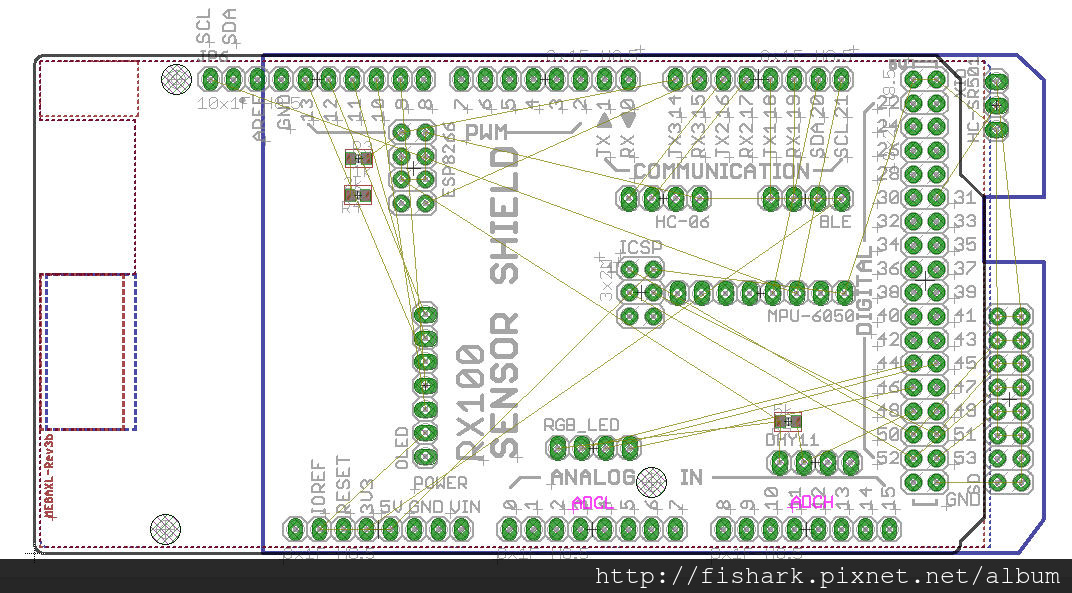 SCL
SDA
JP6
10x1F
AREF
GND
13
12
11
10
9
8
7
6
5
4
3
2
1
0
TX3 14
RX3 15
TX2 16
RX2 17
TX1 18
RX1 19
SDA 20
SCL 21
HC-SR501
ESP8266
PWM
TX
RX
COMMUNICATION
22
24
26
28
30
31
32
33
34
35
36
37
38
39
40
41
42
43
44
45
46
47
48
49
50
51
52
53
HC-06
BLE
ICSP
MPU-6050
DIGITAL
RX100
SENSOR SHIELD
OLED
RGB_LED
DHY11
MEGAXL-Rev3b
IOREF
RESET
3V3
5V
GND
VIN
POWER
ANALOG IN
ADCL
ADCH
0
1
2
3
4
5
6
7
8
9
10
11
12
13
14
15
SD
GND
http://fishark.pixnet.net/album